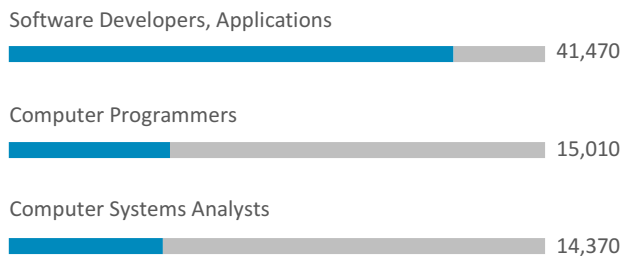 Software Developers, Applications
41,470
Computer Programmers
15,010
Computer Systems Analysts
14,370